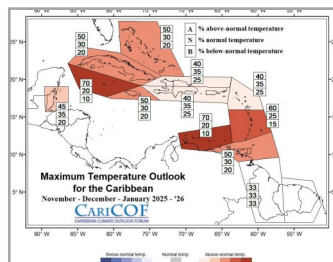 A % above-normal temperature
N % normal temperature
B % below-normal temperature
50
30
20
50
30
20
40
35
25
40
35
25
70
20
10
45
35
20
50
30
20
40
35
25
60
25
15
70
20
10
50
30
20
33
33
33
Maximum Temperature Outlook
for the Caribbean
November - December - January 2025 - '26
CariCOF
CARIBBEAN CLIMATE OUTLOOK FORUM
25° N
20° N
15° N
10° N
5° N
0° N
90° W 85° W 80° W 75° W 70° W 65° W 60° W 55° W 50° W
Below-normal temp. Normal temp. Above-normal temp.